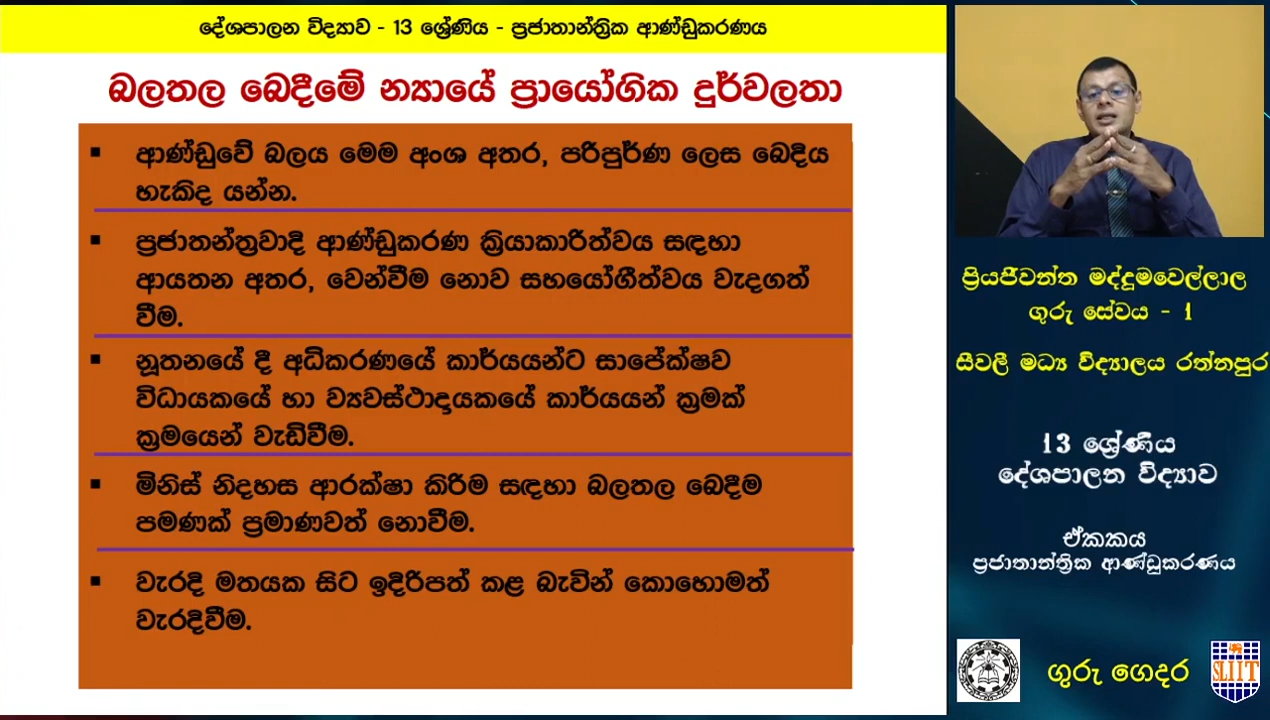 දේශපාලන විද්‍යාව - 13 ශ්‍රේණිය - ප්‍රජාතාන්ත්‍රික ආණ්ඩුකරණය
බලතල බෙදීමේ න්‍යායේ ප්‍රායෝගික දුර්වලතා
▪ ආණ්ඩුවේ බලය මෙම අංශ අතර, පරිපුර්ණ ලෙස බෙදිය
හැකිද යන්න.
▪ ප්‍රජාතන්ත්‍රවාදි ආණ්ඩුකරණ ක්‍රියාකාරීත්වය සඳහා
ආයතන අතර, වෙන්වීම නොව සහයෝගීත්වය වැදගත්
වීම.
▪ නූතනයේ දී අධිකරණයේ කාර්යයන්ට සාපේක්ෂව
විධායකයේ හා ව්‍යවස්ථාදායකයේ කාර්යයන් ක්‍රමක්
ක්‍රමයෙන් වැඩිවීම.
▪ මිනිස් නිදහස ආරක්ෂා කිරීම සඳහා බලතල බෙදීම
පමණක් ප්‍රමාණවත් නොවීම.
▪ වැරදි මතයක සිට ඉදිරිපත් කළ බැවින් කොහොමත්
වැරදිවීම.
ප්‍රියජීවන්ත මද්දූමවෙල්ලාල
ගුරු සේවය - 1
සීවලී මධ්‍ය විද්‍යාලය රත්නපුර
13 ශ්‍රේණිය
දේශපාලන විද්‍යාව
ඒකකය
ප්‍රජාතාන්ත්‍රික ආණ්ඩුකරණය
ගුරු ගෙදර
SLIIT